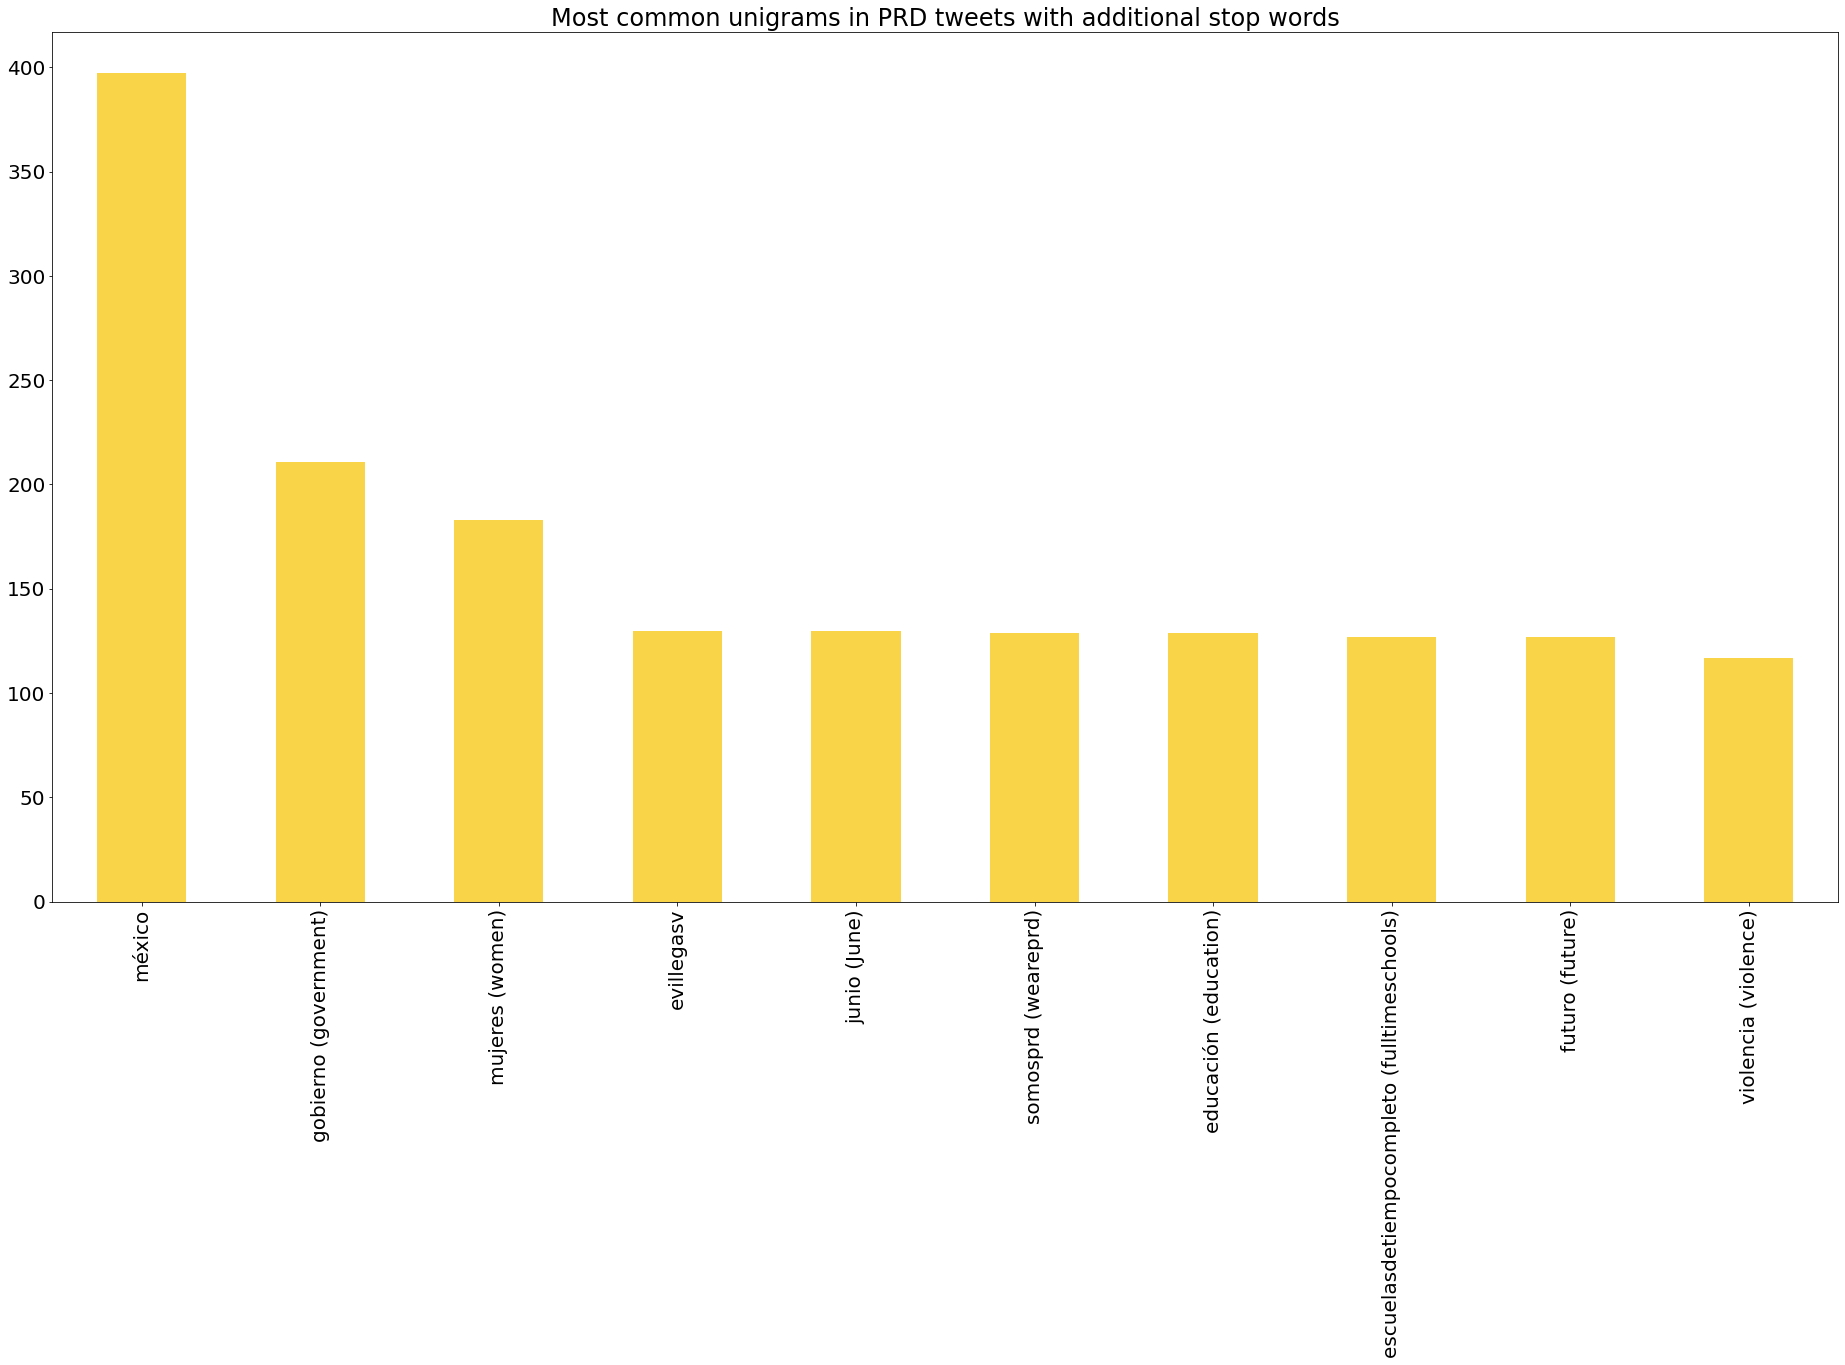 Most common unigrams in PRD tweets with additional stop words
400
350
300
250
200
150
100
50
0
méxico
gobierno (government)
mujeres (women)
evillegasv
junio (June)
somosprd (weareprd)
educación (education)
escuelasdetiempocompleto (fulltimeschools)
futuro (future)
violencia (violence)